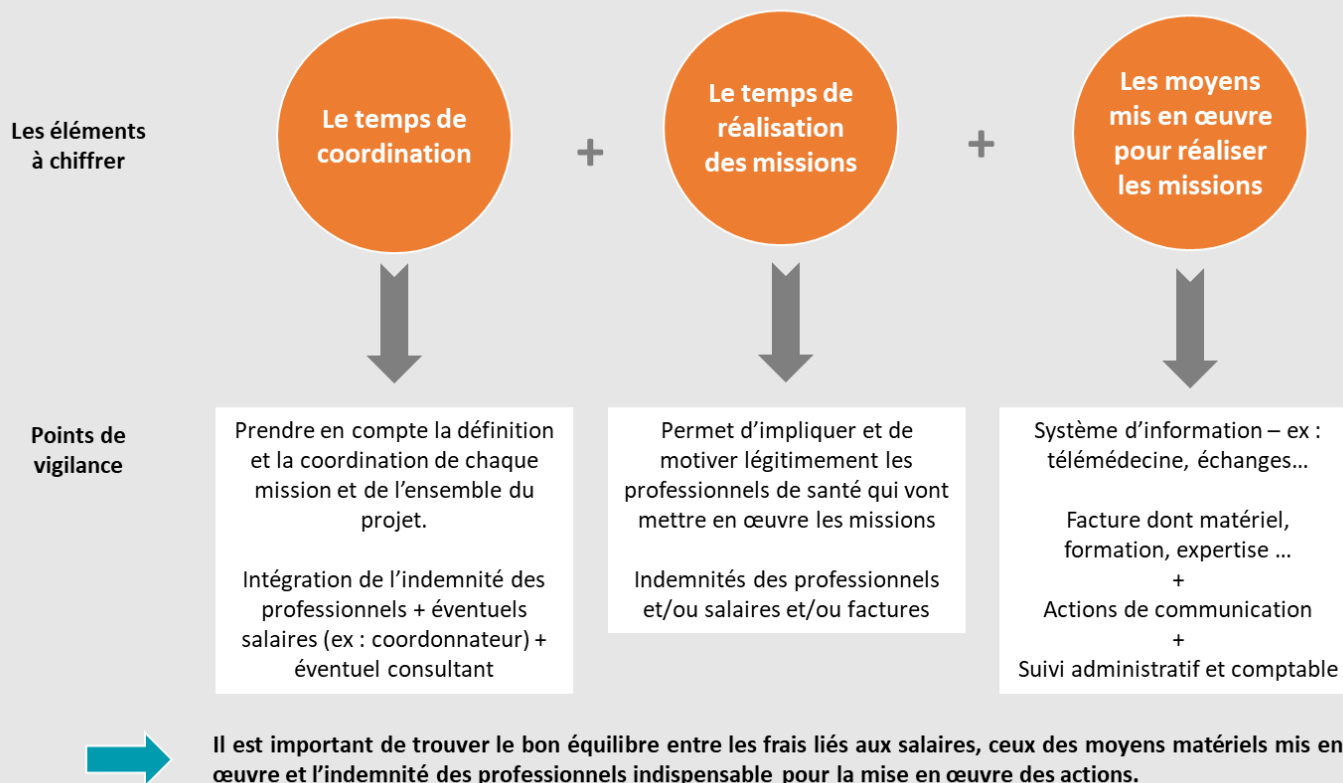 Les éléments
à chiffrer
Le temps de
coordination
+
Le temps de
réalisation
des missions
+
Les moyens
mis en œuvre
pour réaliser
les missions
Points de
vigilance
Prendre en compte la définition
et la coordination de chaque
mission et de l’ensemble du
projet.
Intégration de l’indemnité des
professionnels + éventuels
salaires (ex : coordonnateur) +
éventuel consultant
Permet d’impliquer et de
motiver légitimement les
professionnels de santé qui vont
mettre en œuvre les missions
Indemnités des professionnels
et/ou salaires et/ou factures
Système d’information – ex :
télémédecine, échanges…
Facture dont matériel,
formation, expertise …
+
Actions de communication
+
Suivi administratif et comptable
Il est important de trouver le bon équilibre entre les frais liés aux salaires, ceux des moyens matériels mis en
œuvre et l’indemnité des professionnels indispensable pour la mise en œuvre des actions.